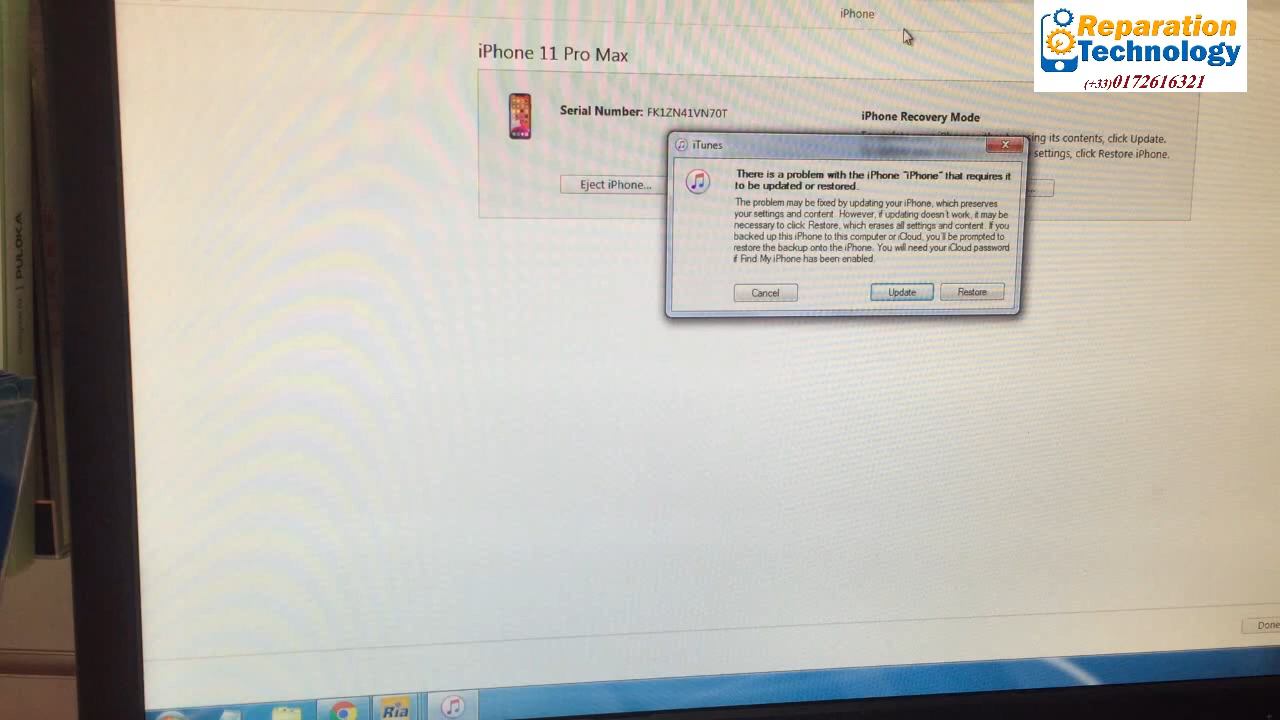 iPhone
Reparation
Technology
(+33)0172616321
iPhone 11 Pro Max
Serial Number: FK1ZN41VN70T
Eject iPhone...
iPhone Recovery Mode
ing its contents, click Update.
settings, click Restore iPhone.
iTunes
There is a problem with the iPhone "iPhone" that requires it
to be updated or restored.
The problem may be fixed by updating your iPhone, which preserves
your settings and content. However, if updating doesn't work, it may be
necessary to click Restore, which erases all settings and content. If you
backed up this iPhone to this computer or iCloud, you'll be prompted to
restore the backup onto the iPhone. You will need your iCloud password
if Find My iPhone has been enabled.
Cancel
Update
Restore
PULOKA
Done
Ria